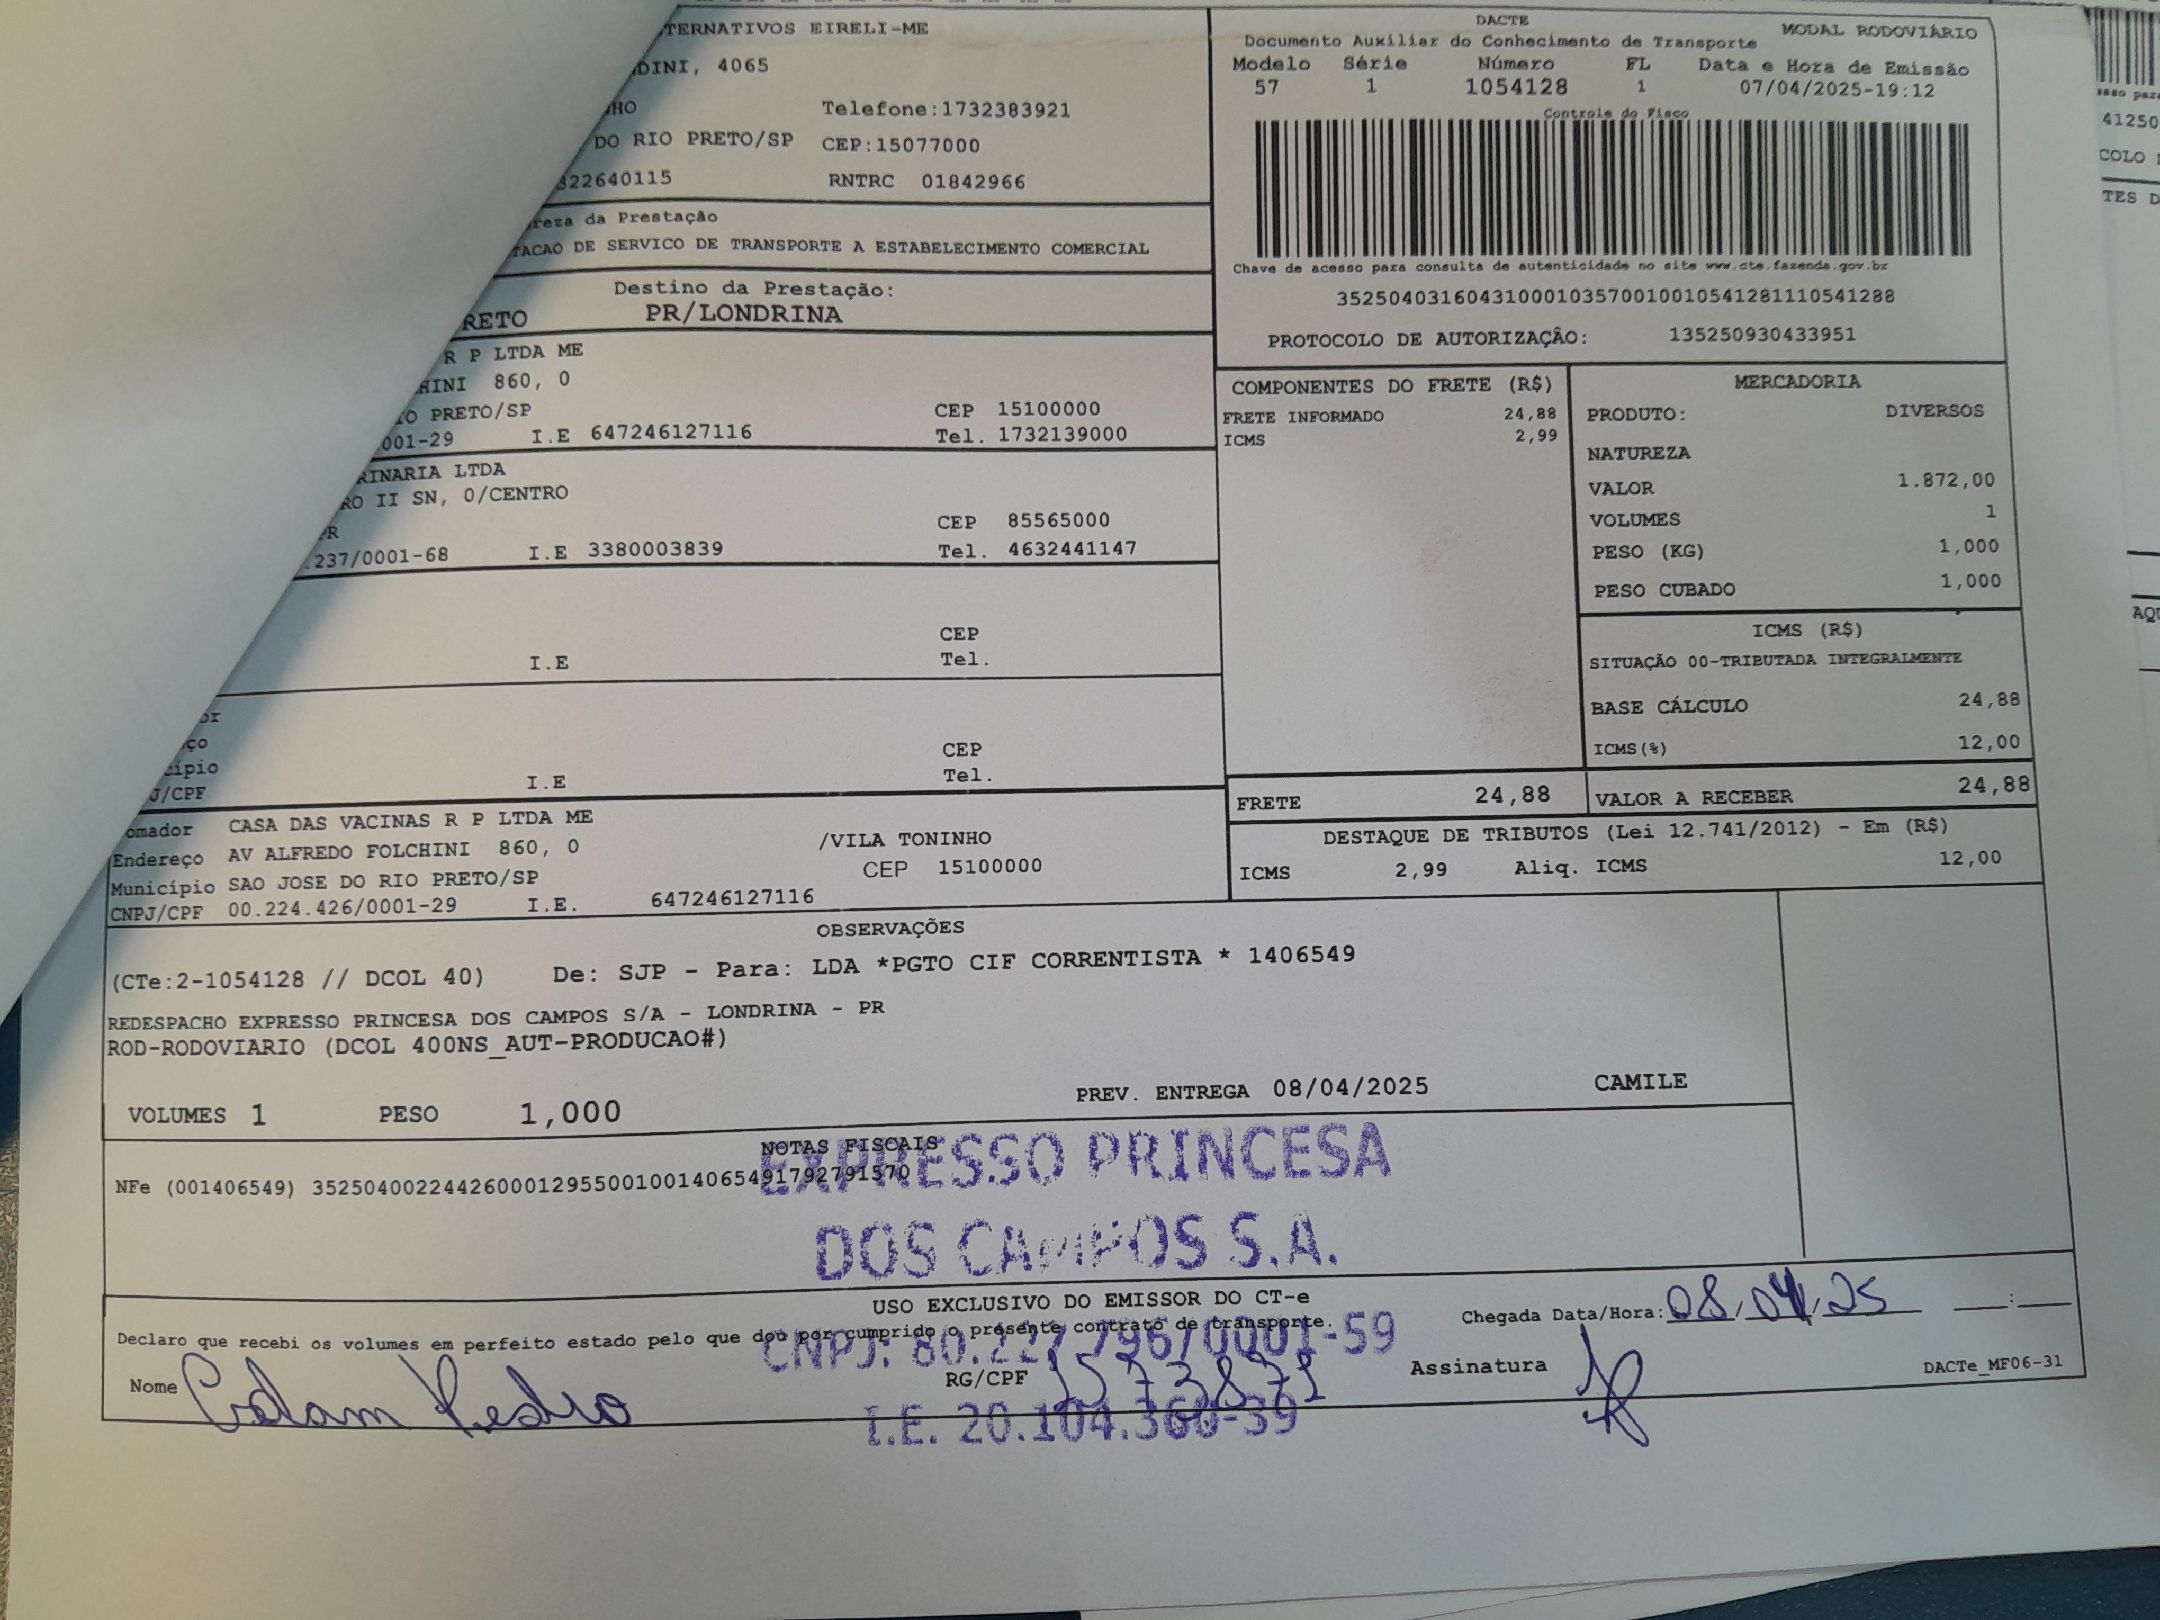 TERNATIVOS EIRELI-ME
DINI, 4065
Telefone:1732383921
DO RIO PRETO/SP CEP:15077000
322640115 RNTRC 01842966
reza da Prestação
TACAO DE SERVICO DE TRANSPORTE A ESTABELECIMENTO COMERCIAL
Destino da Prestação:
RETO PR/LONDRINA
R P LTDA ME
HINI 860, 0
IO PRETO/SP CEP 15100000
001-29 I.E 647246127116 Tel. 1732139000
RINARIA LTDA
RO II SN, 0/CENTRO
PR CEP 85565000
.237/0001-68 I.E 3380003839 Tel. 4632441147
CEP
I.E Tel.
or
ço CEP
cípio Tel.
J/CPF I.E
omador CASA DAS VACINAS R P LTDA ME
Endereço AV ALFREDO FOLCHINI 860, 0 /VILA TONINHO
Município SAO JOSE DO RIO PRETO/SP CEP 15100000
CNPJ/CPF 00.224.426/0001-29 I.E. 647246127116
DACTE MODAL RODOVIÁRIO
Documento Auxiliar do Conhecimento de Transporte
Modelo Série Número FL Data e Hora de Emissão
57 1 1054128 1 07/04/2025-19:12
Controle do Fisco
Chave de acesso para consulta de autenticidade no site www.cte.fazenda.gov.br
35250403160431000103570010010541281110541288
PROTOCOLO DE AUTORIZAÇÃO: 135250930433951
COMPONENTES DO FRETE (R$)
FRETE INFORMADO 24,88
ICMS 2,99
MERCADORIA
PRODUTO: DIVERSOS
NATUREZA
VALOR 1.872,00
VOLUMES 1
PESO (KG) 1,000
PESO CUBADO 1,000
ICMS (R$)
SITUAÇÃO 00-TRIBUTADA INTEGRALMENTE
BASE CÁLCULO 24,88
ICMS(%) 12,00
FRETE 24,88 VALOR A RECEBER 24,88
DESTAQUE DE TRIBUTOS (Lei 12.741/2012) - Em (R$)
ICMS 2,99 Aliq. ICMS 12,00
OBSERVAÇÕES
(CTe:2-1054128 // DCOL 40) De: SJP - Para: LDA *PGTO CIF CORRENTISTA * 1406549
REDESPACHO EXPRESSO PRINCESA DOS CAMPOS S/A - LONDRINA - PR
ROD-RODOVIARIO (DCOL 400NS_AUT-PRODUCAO#)
VOLUMES 1 PESO 1,000 PREV. ENTREGA 08/04/2025 CAMILE
NOTAS FISCAIS
NFe (001406549) 35250400224426000129550010014065491792791570
EXPRESSO PRINCESA
DOS CAMPOS S.A.
CNPJ: 80.227.796/0001-59
I.E. 20.104.360-39
USO EXCLUSIVO DO EMISSOR DO CT-e
Declaro que recebi os volumes em perfeito estado pelo que dou por cumprido o presente contrato de transporte.
Chegada Data/Hora: 08/04/25 __:__
Nome RG/CPF Assinatura DACTe_MF06-31
41250
COLO
TES D
AQU